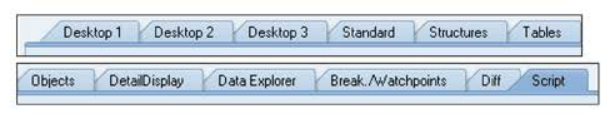 Desktop 1 Desktop 2 Desktop 3 Standard Structures Tables
Objects DetailDisplay Data Explorer Break./Watchpoints Diff Script